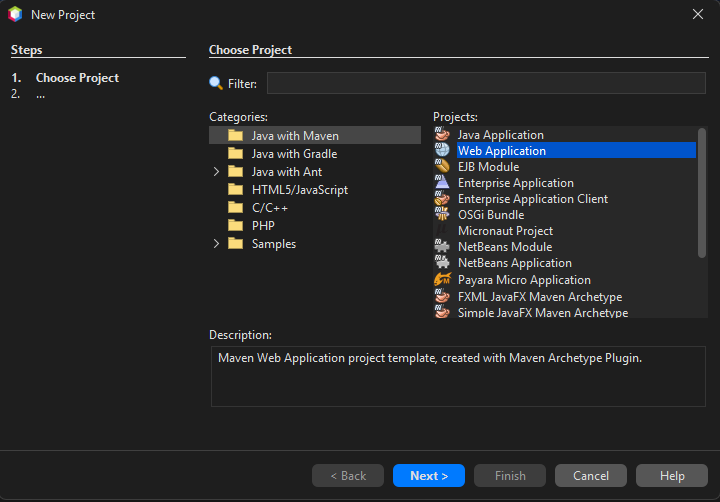 New Project
Steps
1. Choose Project
2. ...
Choose Project
Filter:
Categories:
Java with Maven
Java with Gradle
Java with Ant
HTML5/JavaScript
C/C++
PHP
Samples
Projects:
Java Application
Web Application
EJB Module
Enterprise Application
Enterprise Application Client
OSGi Bundle
Micronaut Project
NetBeans Module
NetBeans Application
Payara Micro Application
FXML JavaFX Maven Archetype
Simple JavaFX Maven Archetype
Description:
Maven Web Application project template, created with Maven Archetype Plugin.
< Back
Next >
Finish
Cancel
Help